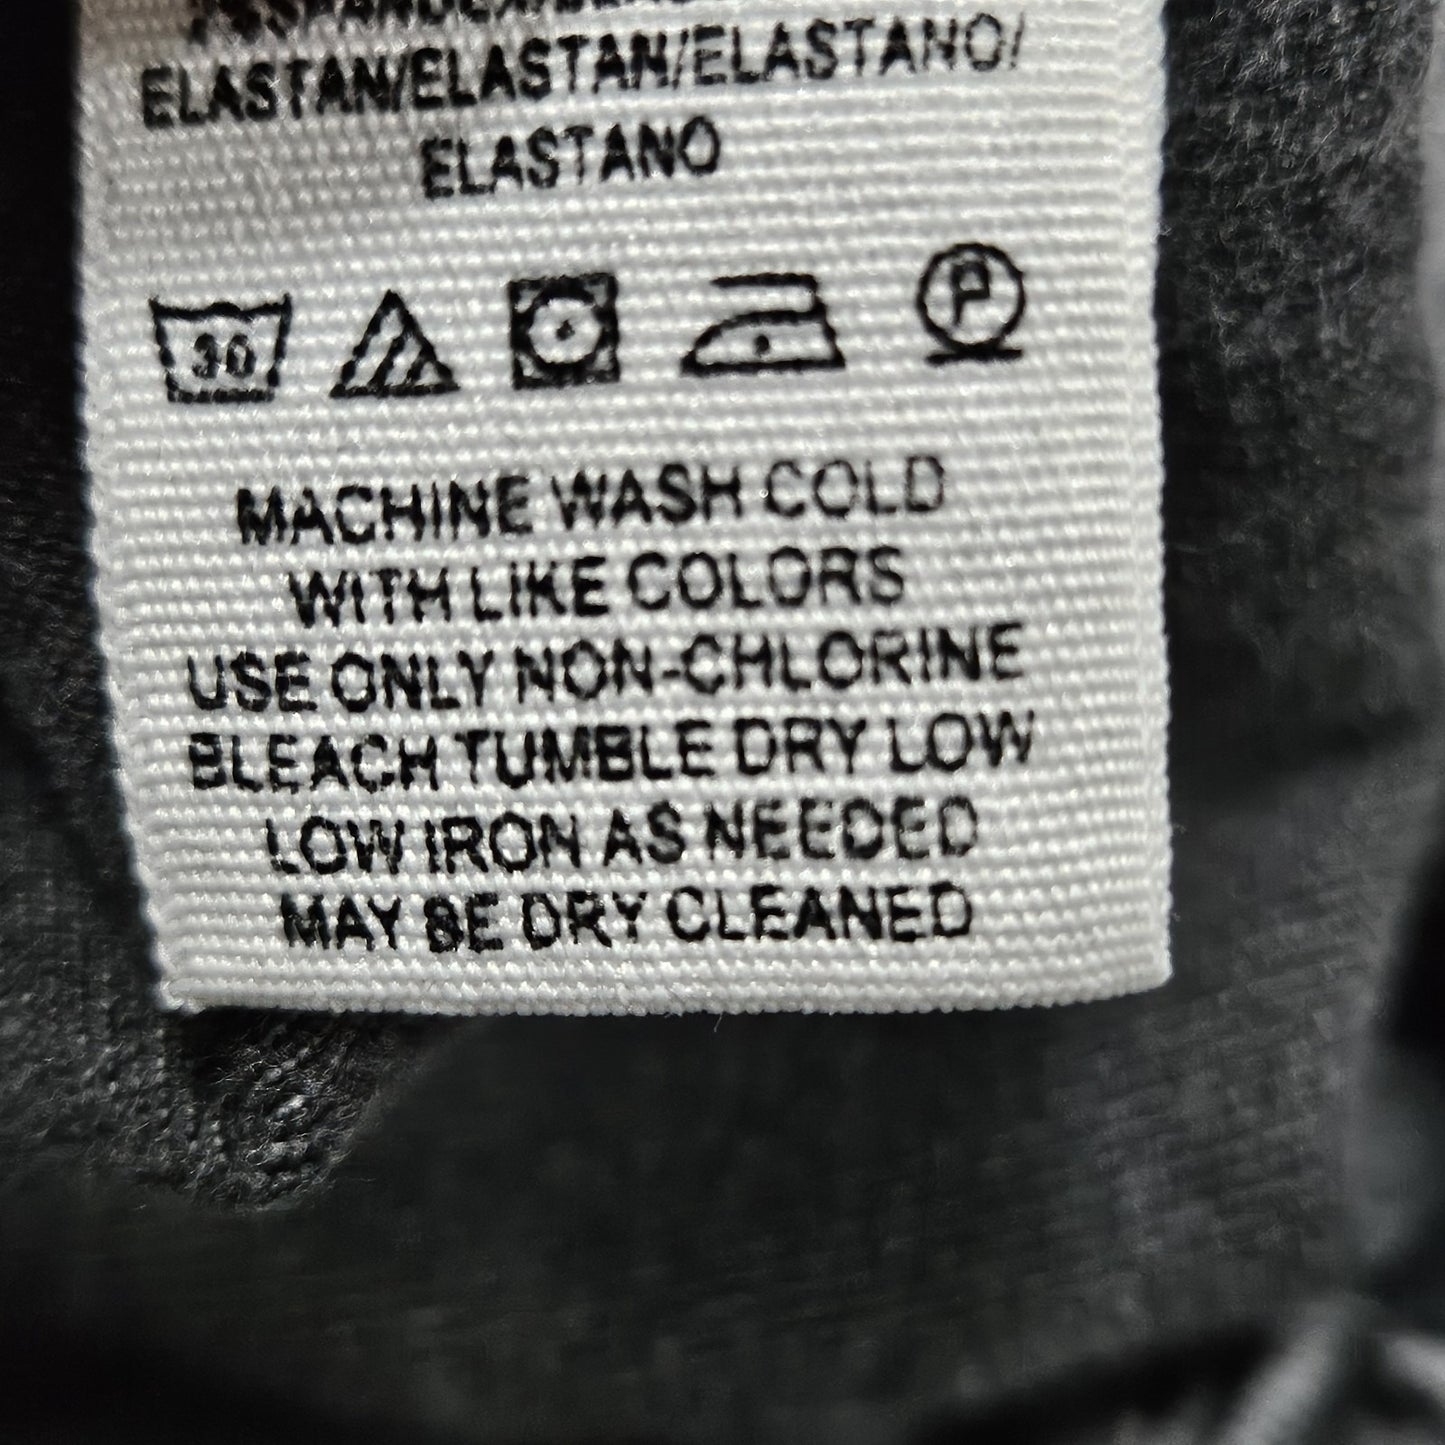 ELASTAN/ELASTAN/ELASTANO/
ELASTANO
30 P
MACHINE WASH COLD
WITH LIKE COLORS
USE ONLY NON-CHLORINE
BLEACH TUMBLE DRY LOW
LOW IRON AS NEEDED
MAY BE DRY CLEANED